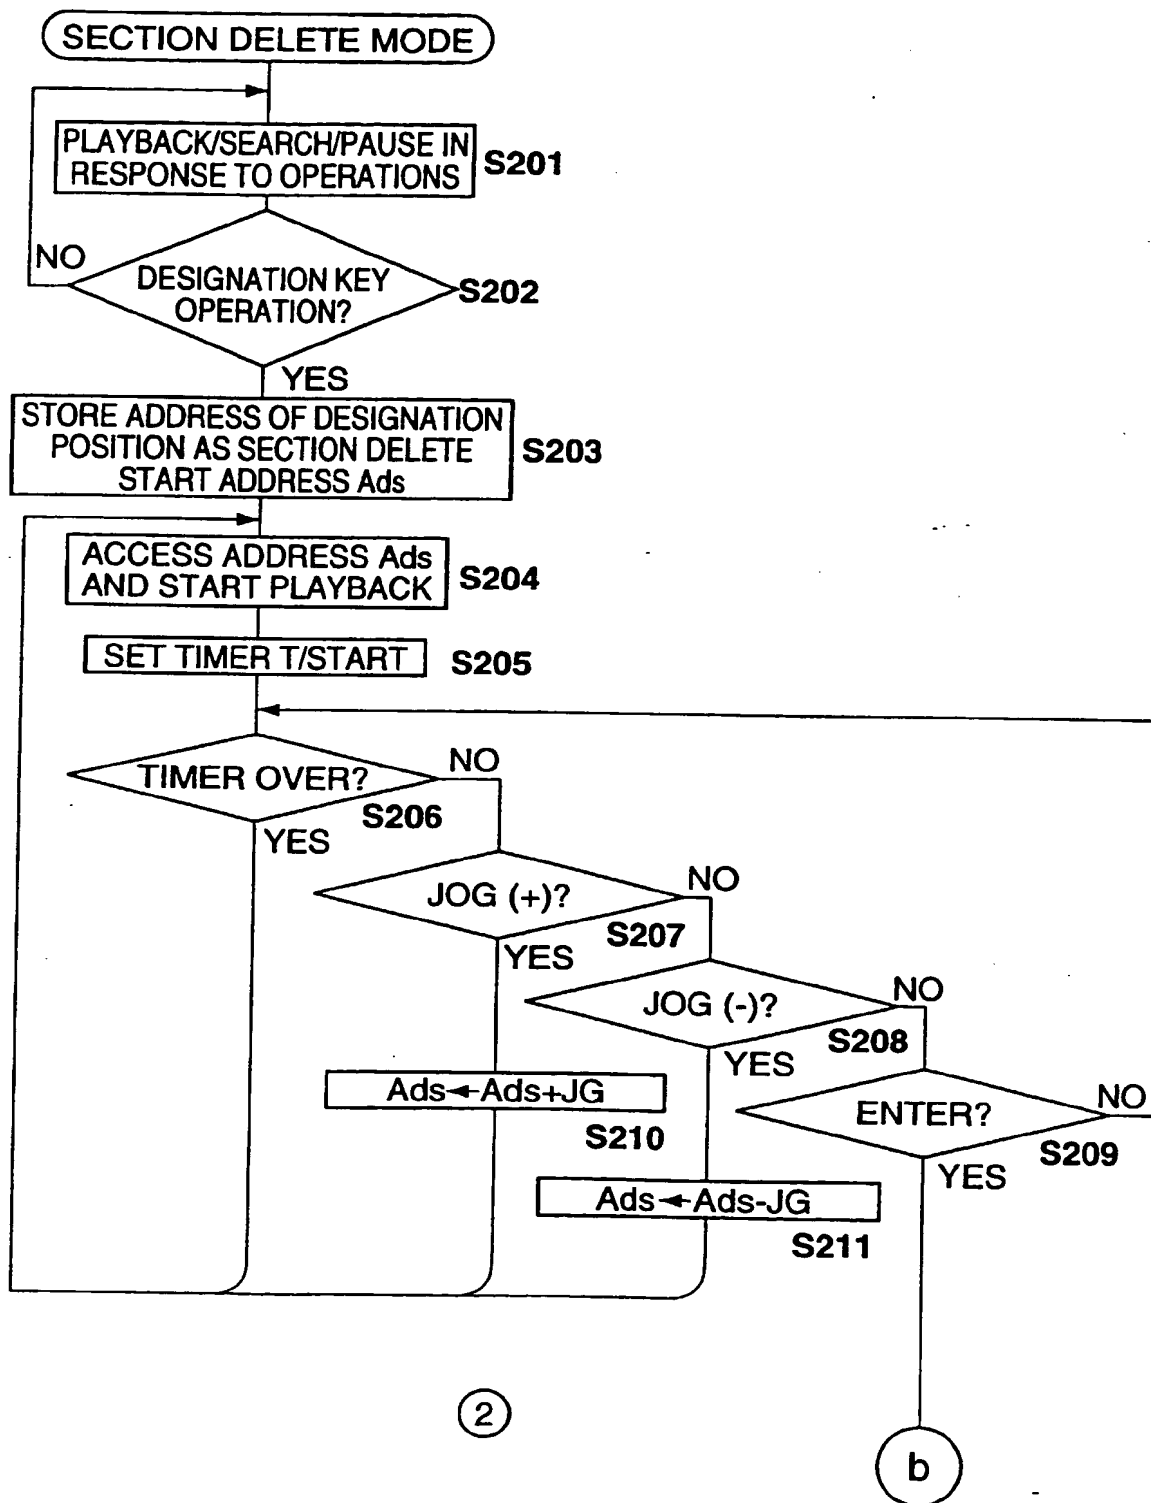 SECTION DELETE MODE
PLAYBACK/SEARCH/PAUSE IN
RESPONSE TO OPERATIONS
S201
NO
DESIGNATION KEY
OPERATION?
S202
YES
STORE ADDRESS OF DESIGNATION
POSITION AS SECTION DELETE
START ADDRESS Ads
S203
ACCESS ADDRESS Ads
AND START PLAYBACK
S204
SET TIMER T/START
S205
TIMER OVER?
NO
S206
YES
JOG (+)?
NO
S207
YES
JOG (-)?
NO
S208
YES
Ads←Ads+JG
S210
ENTER?
NO
S209
YES
Ads←Ads-JG
S211
2
b